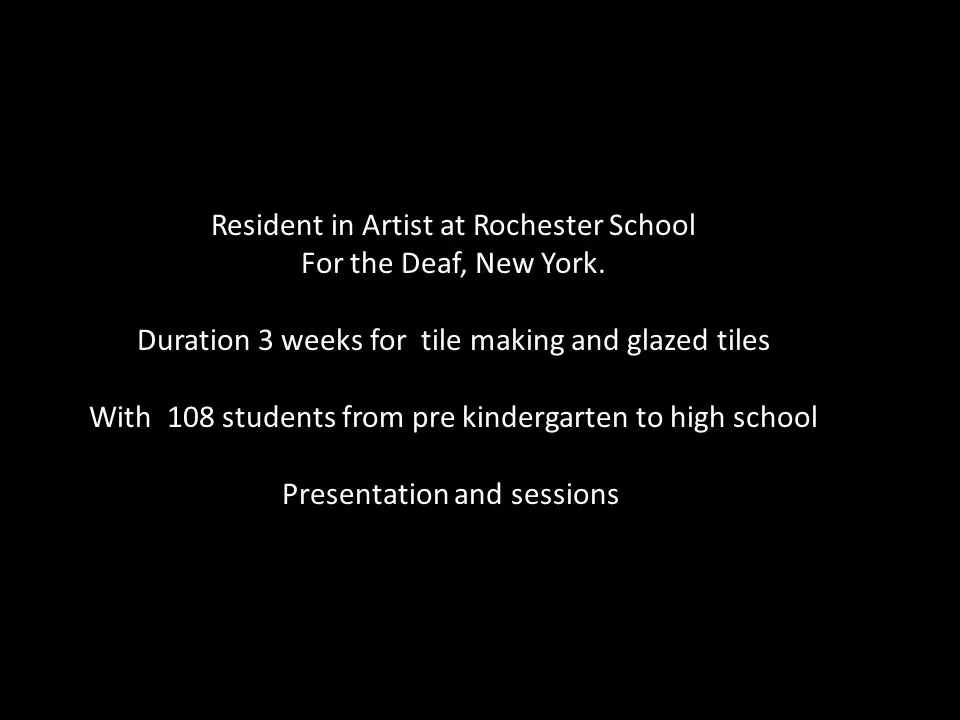 Resident in Artist at Rochester School
For the Deaf, New York.
Duration 3 weeks for  tile making and glazed tiles
With  108 students from pre kindergarten to high school
Presentation and sessions